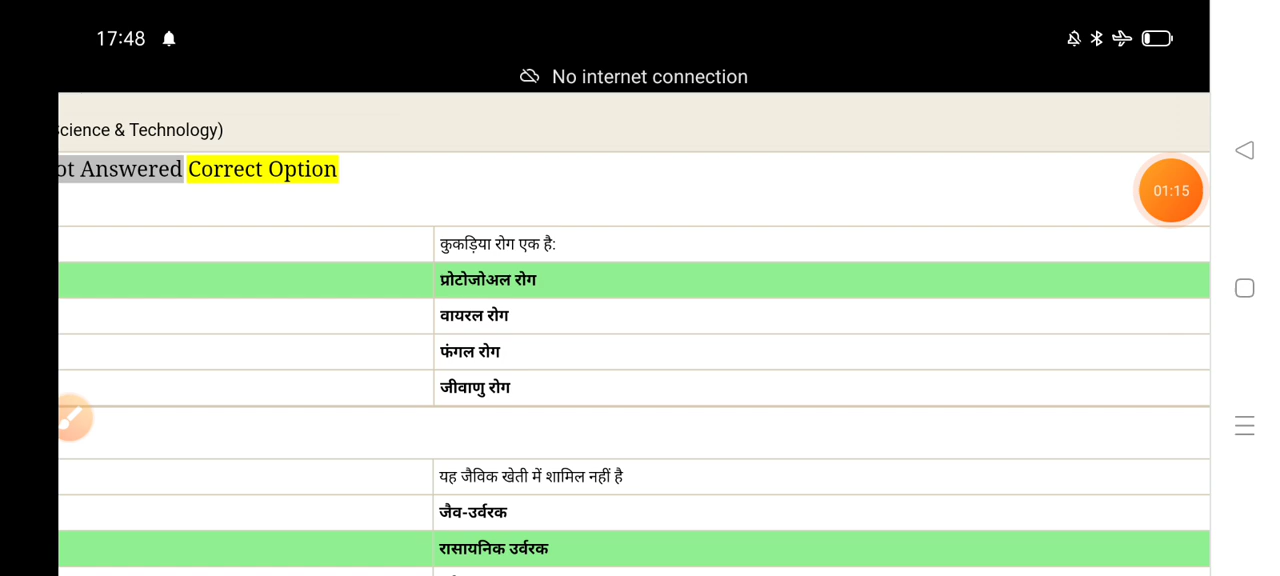 17:48
No internet connection
cience & Technology)
ot Answered Correct Option
01:15
कुकड़िया रोग एक है:
प्रोटोजोअल रोग
वायरल रोग
फंगल रोग
जीवाणु रोग
यह जैविक खेती में शामिल नहीं है
जैव-उर्वरक
रासायनिक उर्वरक